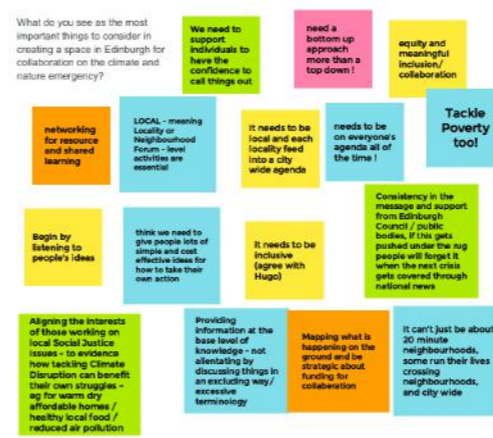 What do you see as the most
important things to consider in
creating a space in Edinburgh for
collaboration on the climate and
nature emergency?
We need to
support
individuals to
have the
confidence to
call things out
need a
bottom up
approach
more than a
top down !
equity and
meaningful
inclusion/
collaboration
networking
for resource
and shared
learning
LOCAL - meaning
Locality or
Neighbourhood
Forum - level
activities are
essential
it needs to be
local and each
locality feed
into a city
wide agenda
needs to be
on everyone's
agenda all
of the time !
Tackle
Poverty
too!
Begin by
listening to
people's ideas
think we need to
give people lots of
simple and cost
effective ideas for
how to take their
own action
it needs to be
inclusive
(agree with
Hugo)
Consistency in the
message and support
from Edinburgh
Council / public
bodies, if this gets
pushed under the rug
people will forget it
when the next crisis
gets covered through
national news
Aligning the interests
of those working on
local Social Justice
issues - to evidence
how tackling Climate
Disruption can benefit
their own struggles -
eg for warm dry
affordable homes /
healthy local food /
reduced air pollution
Providing
information at the
base level of
knowledge - not
alientating by
discussing things in
an excluding way/
excessive
terminology
Mapping what is
happening on the
ground and be
strategic about
funding for
collaberation
It can't just be about
20 minute
neighbourhoods,
some run their lives
crossing
neighbourhoods,
and city wide